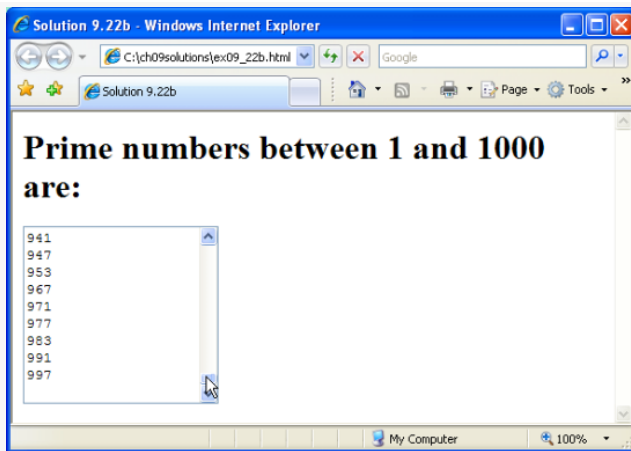 Solution 9.22b - Windows Internet Explorer
C:\ch09solutions\ex09_22b.html
Google
Solution 9.22b
Page
Tools
»
Prime numbers between 1 and 1000
are:
941
947
953
967
971
977
983
991
997
My Computer
100%